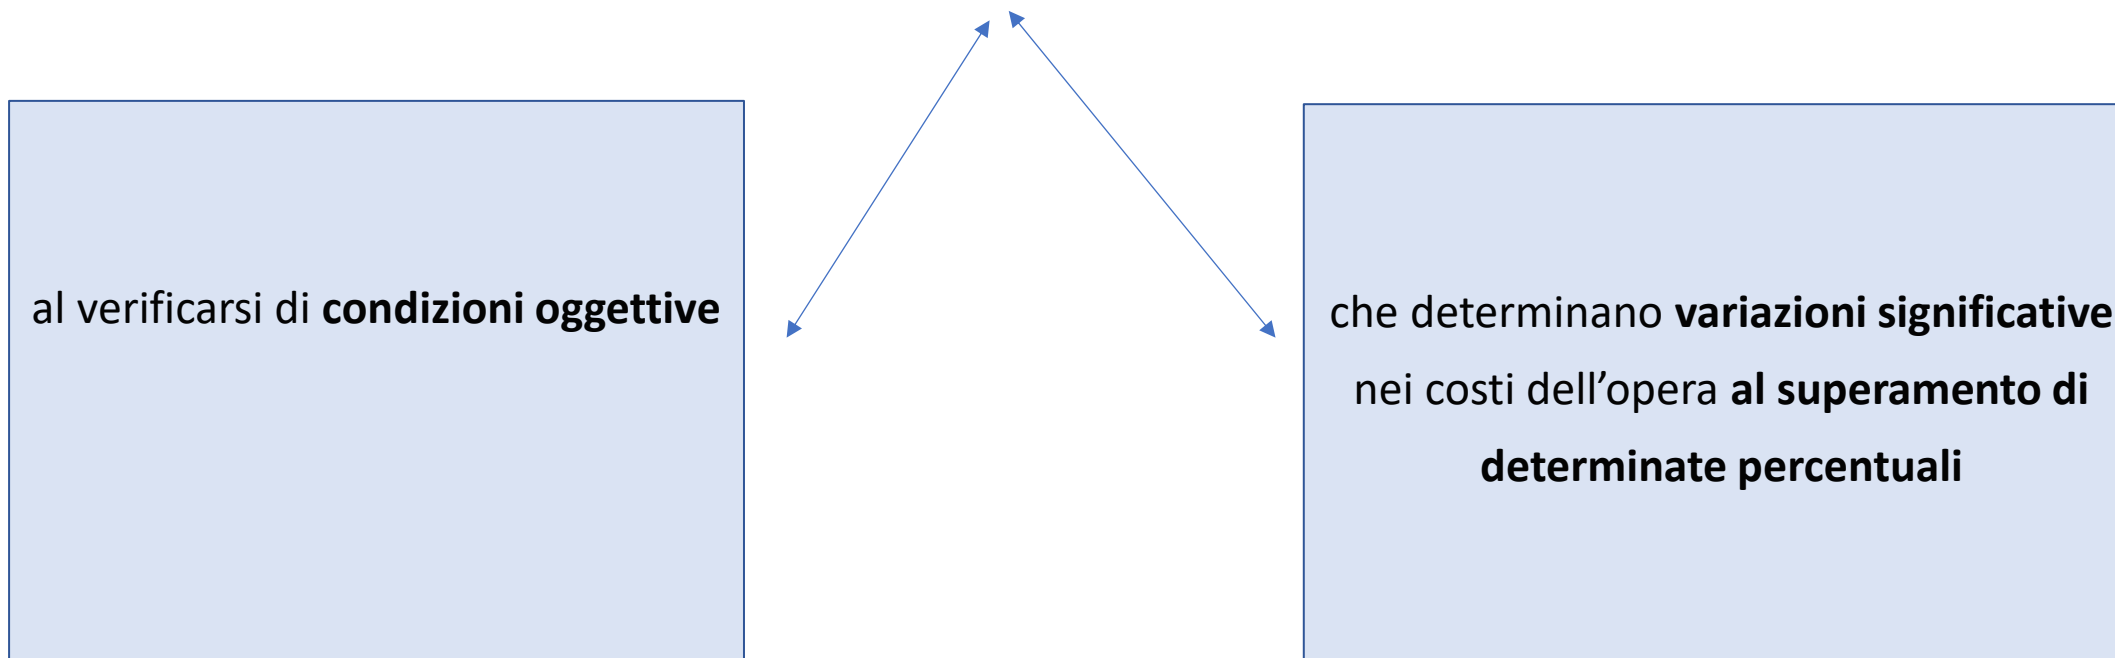 al verificarsi di condizioni oggettive
che determinano variazioni significative
nei costi dell’opera al superamento di
determinate percentuali